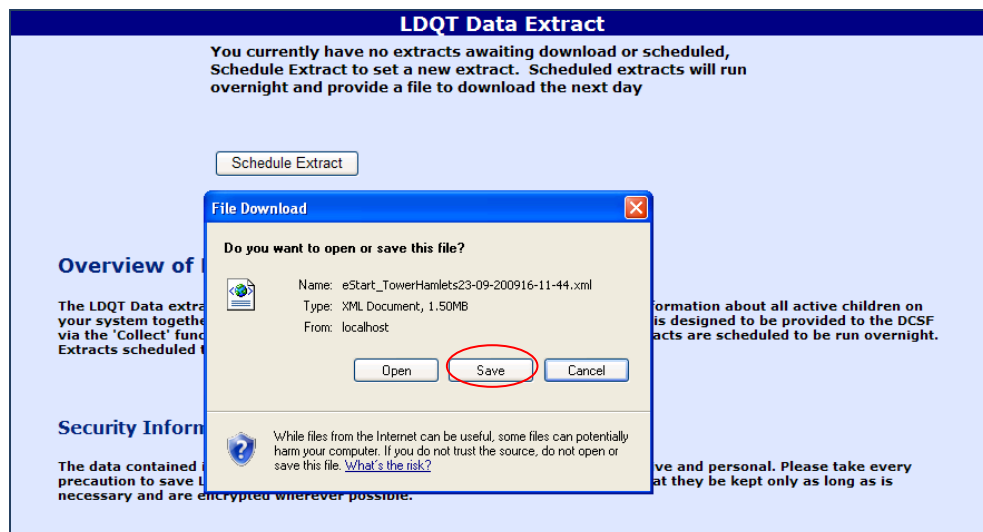 LDQT Data Extract
You currently have no extracts awaiting download or scheduled,
Schedule Extract to set a new extract. Scheduled extracts will run
overnight and provide a file to download the next day
Schedule Extract
File Download
Do you want to open or save this file?
Name: eStart_TowerHamlets23-09-200916-11-44.xml
Type: XML Document, 1.50MB
From: localhost
Open Save Cancel
While files from the Internet can be useful, some files can potentially
harm your computer. If you do not trust the source, do not open or
save this file. What's the risk?
Overview of
The LDQT Data extra formation about all active children on
your system togethe is designed to be provided to the DCSF
via the 'Collect' func acts are scheduled to be run overnight.
Extracts scheduled
Security Inform
The data contained ve and personal. Please take every
precaution to save at they be kept only as long as is
necessary and are encrypted wherever possible.